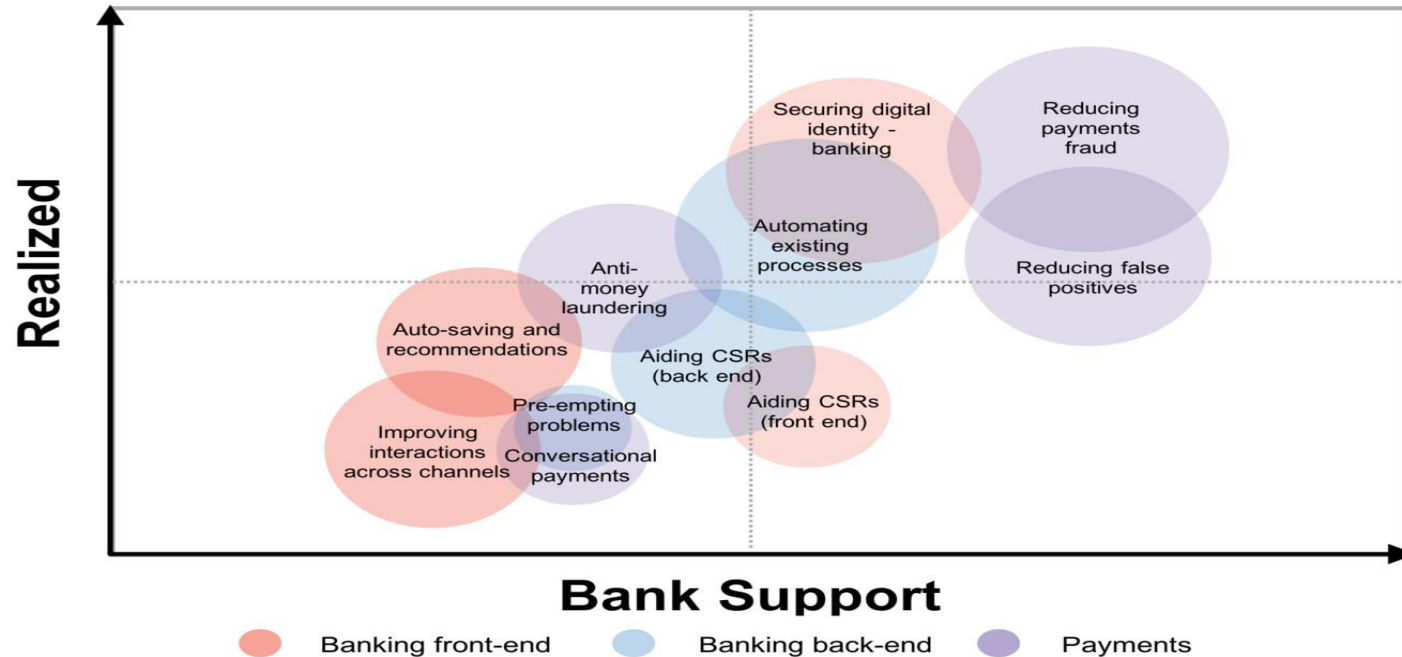 Realized
Securing digital
identity -
banking
Reducing
payments
fraud
Automating
existing
processes
Anti-
money
laundering
Reducing false
positives
Auto-saving and
recommendations
Aiding CSRs
(back end)
Aiding CSRs
(front end)
Pre-empting
problems
Improving
interactions
across channels
Conversational
payments
Bank Support
Banking front-end
Banking back-end
Payments